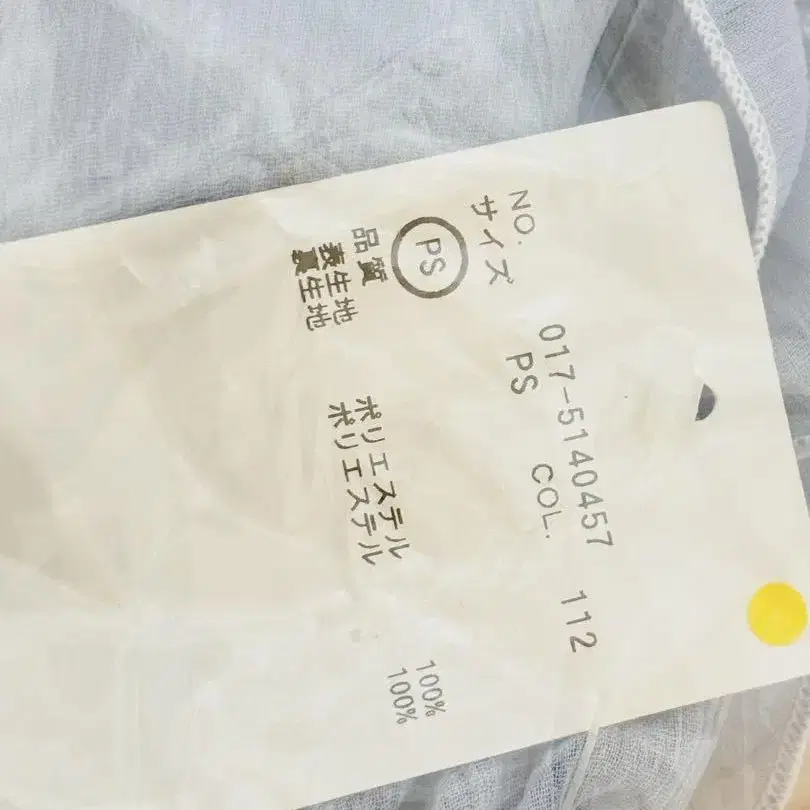 NO. 017-5140457
サイズ PS COL. 112
PS
品質
表生地 ポリエステル 100%
裏生地 ポリエステル 100%